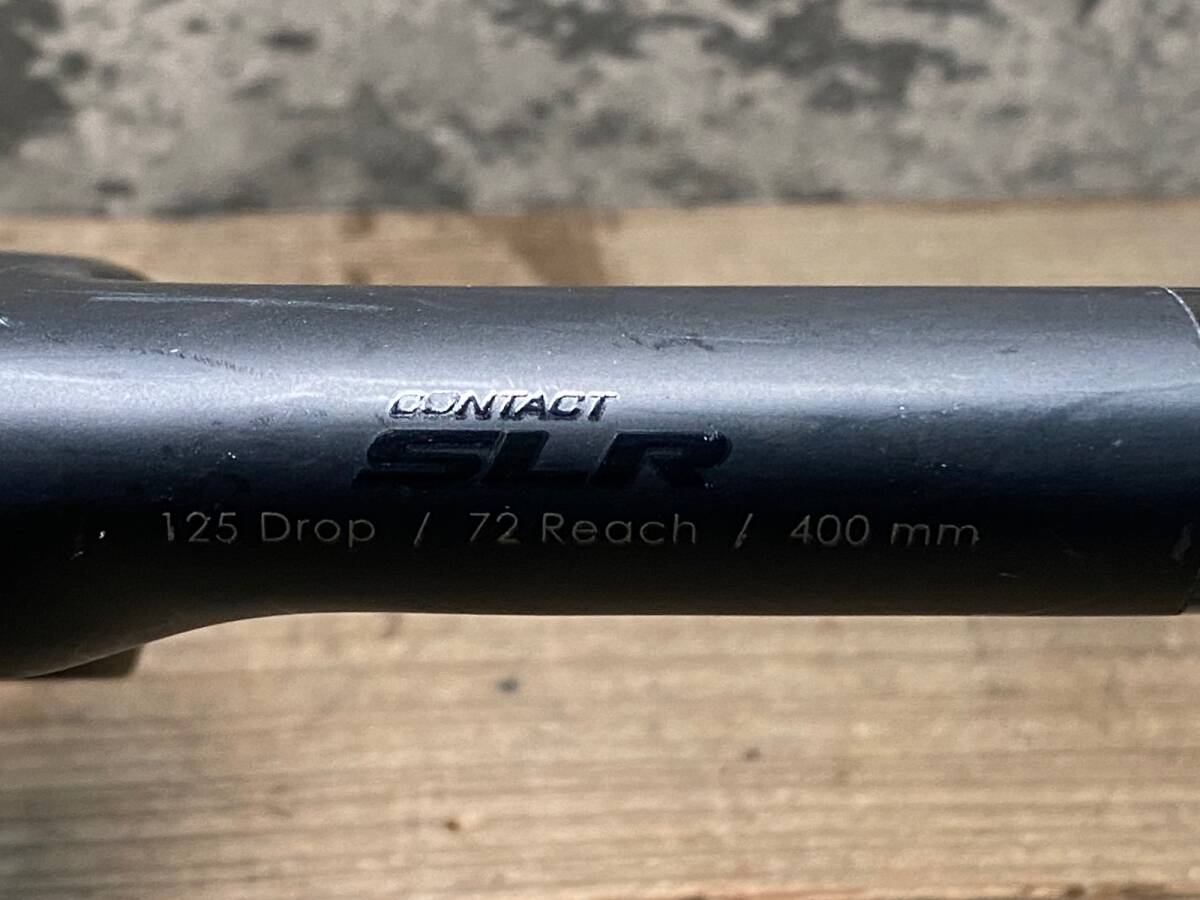 CONTACT
SLR
125 Drop / 72 Reach / 400 mm